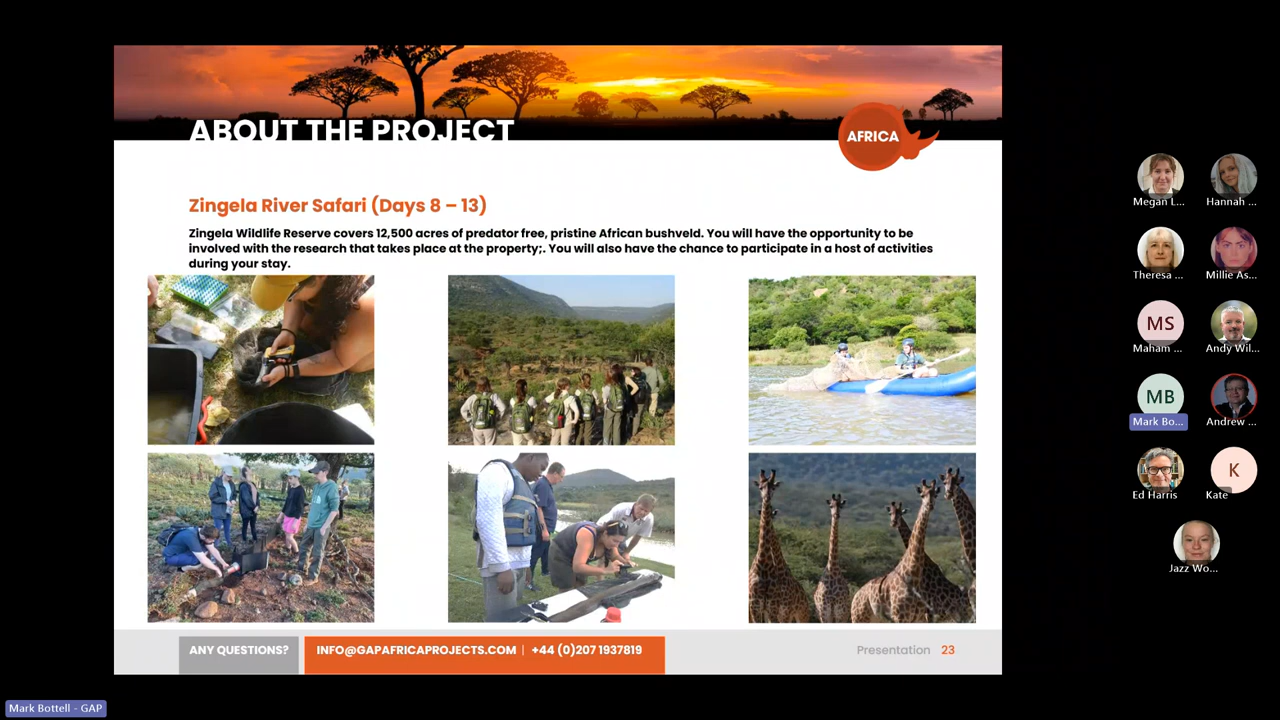 ABOUT THE PROJECT
AFRICA
Zingela River Safari (Days 8 – 13)
Zingela Wildlife Reserve covers 12,500 acres of predator free, pristine African bushveld. You will have the opportunity to be
involved with the research that takes place at the property;. You will also have the chance to participate in a host of activities
during your stay.
ANY QUESTIONS?
INFO@GAPAFRICAPROJECTS.COM | +44 (0)207 1937819
Presentation 23
Megan L...
Hannah ...
Theresa ...
Millie As...
MS
Maham ...
Andy Wil...
MB
Mark Bo...
Andrew ...
Ed Harris
K
Kate
Jazz Wo...
Mark Bottell - GAP